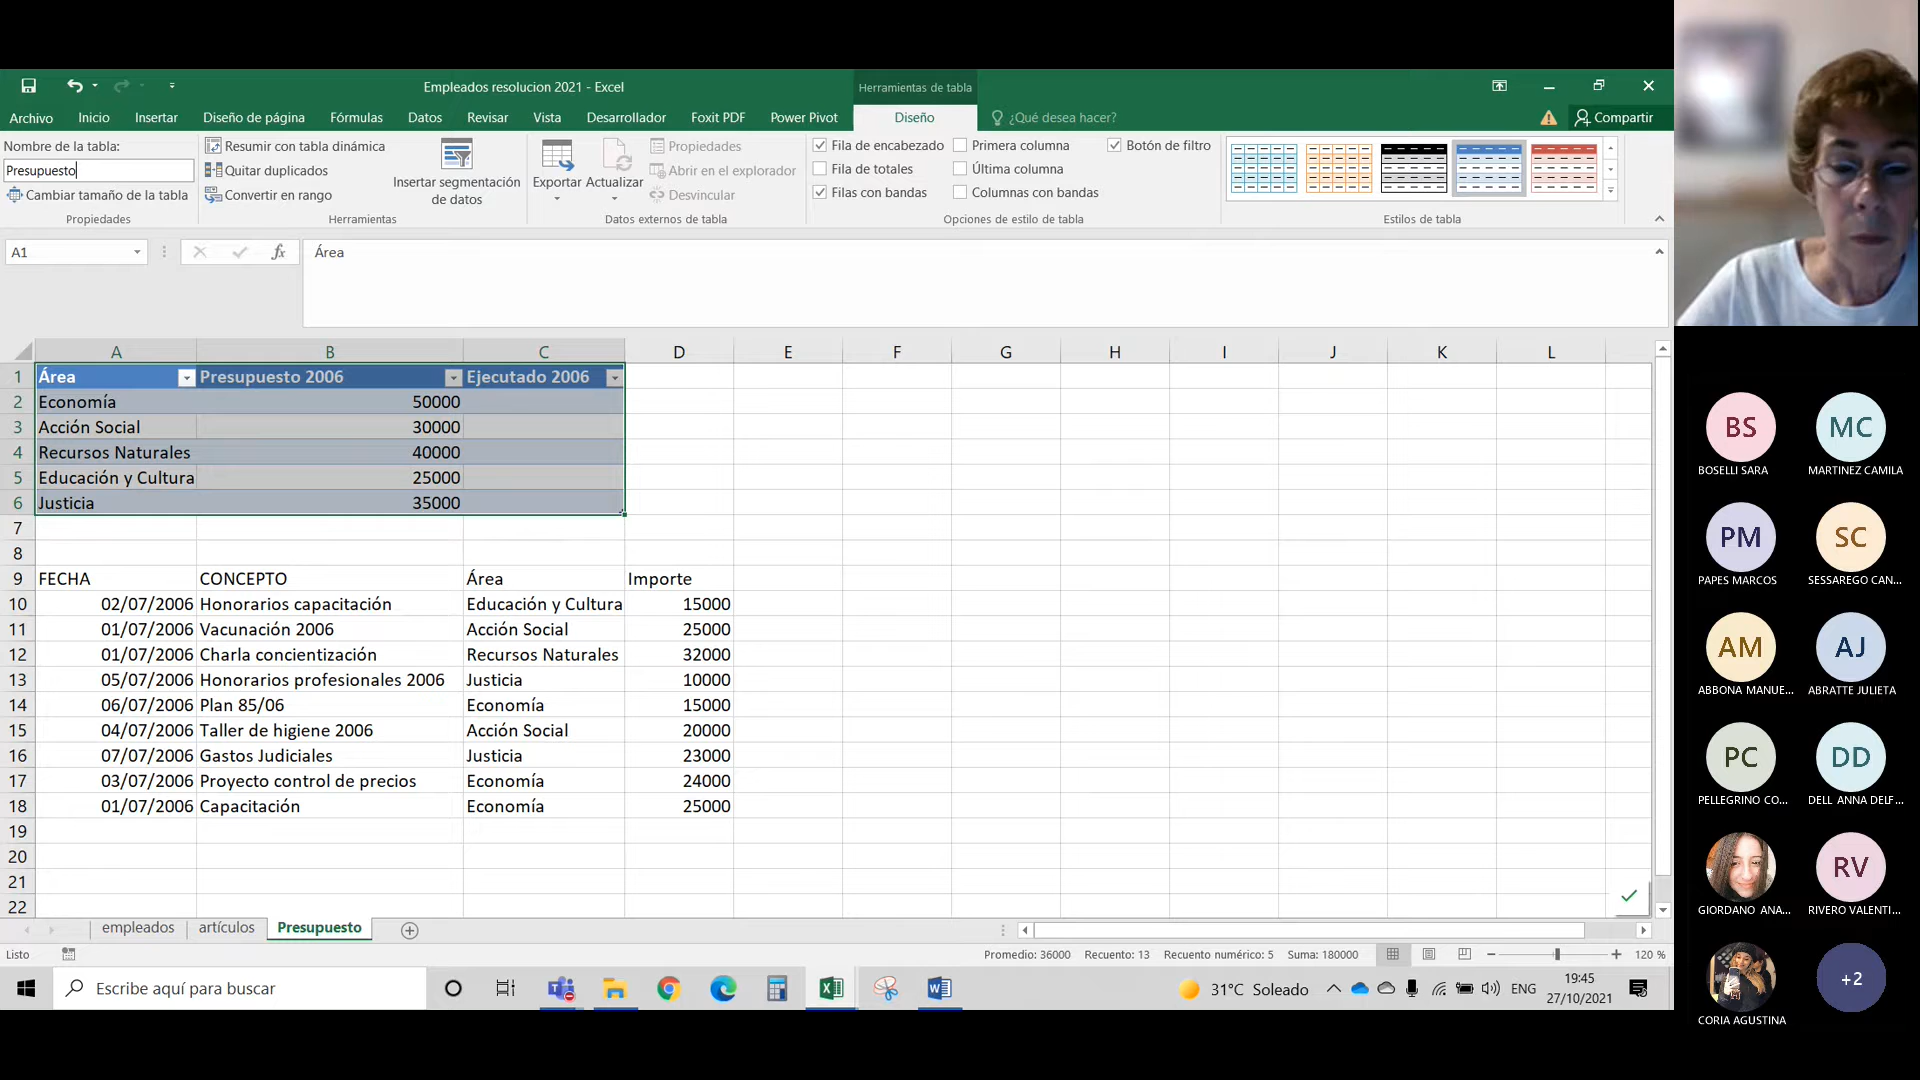 Empleados resolucion 2021 - Excel
Herramientas de tabla
Archivo Inicio Insertar Diseño de página Fórmulas Datos Revisar Vista Desarrollador Foxit PDF Power Pivot Diseño ¿Qué desea hacer? Compartir
Nombre de la tabla:
Presupuesto
Cambiar tamaño de la tabla
Propiedades
Resumir con tabla dinámica
Quitar duplicados
Convertir en rango
Insertar segmentación
de datos
Herramientas
Exportar Actualizar
Propiedades
Abrir en el explorador
Desvincular
Datos externos de tabla
Fila de encabezado Primera columna Botón de filtro
Fila de totales Última columna
Filas con bandas Columnas con bandas
Opciones de estilo de tabla
Estilos de tabla
A1 fx Área
A B C D E F G H I J K L
1 Área Presupuesto 2006 Ejecutado 2006
2 Economía 50000
3 Acción Social 30000
4 Recursos Naturales 40000
5 Educación y Cultura 25000
6 Justicia 35000
7
8
9 FECHA CONCEPTO Área Importe
10 02/07/2006 Honorarios capacitación Educación y Cultura 15000
11 01/07/2006 Vacunación 2006 Acción Social 25000
12 01/07/2006 Charla concientización Recursos Naturales 32000
13 05/07/2006 Honorarios profesionales 2006 Justicia 10000
14 06/07/2006 Plan 85/06 Economía 15000
15 04/07/2006 Taller de higiene 2006 Acción Social 20000
16 07/07/2006 Gastos Judiciales Justicia 23000
17 03/07/2006 Proyecto control de precios Economía 24000
18 01/07/2006 Capacitación Economía 25000
19
20
21
22
empleados artículos Presupuesto
Listo Promedio: 36000 Recuento: 13 Recuento numérico: 5 Suma: 180000 120 %
Escribe aquí para buscar
31°C Soleado ENG
19:45
27/10/2021
BS MC
BOSELLI SARA MARTINEZ CAMILA
PM SC
PAPES MARCOS SESSAREGO CAN...
AM AJ
ABBONA MANUE... ABRATTE JULIETA
PC DD
PELLEGRINO CO... DELL ANNA DELF...
RV
GIORDANO ANA... RIVERO VALENTI...
+2
CORIA AGUSTINA